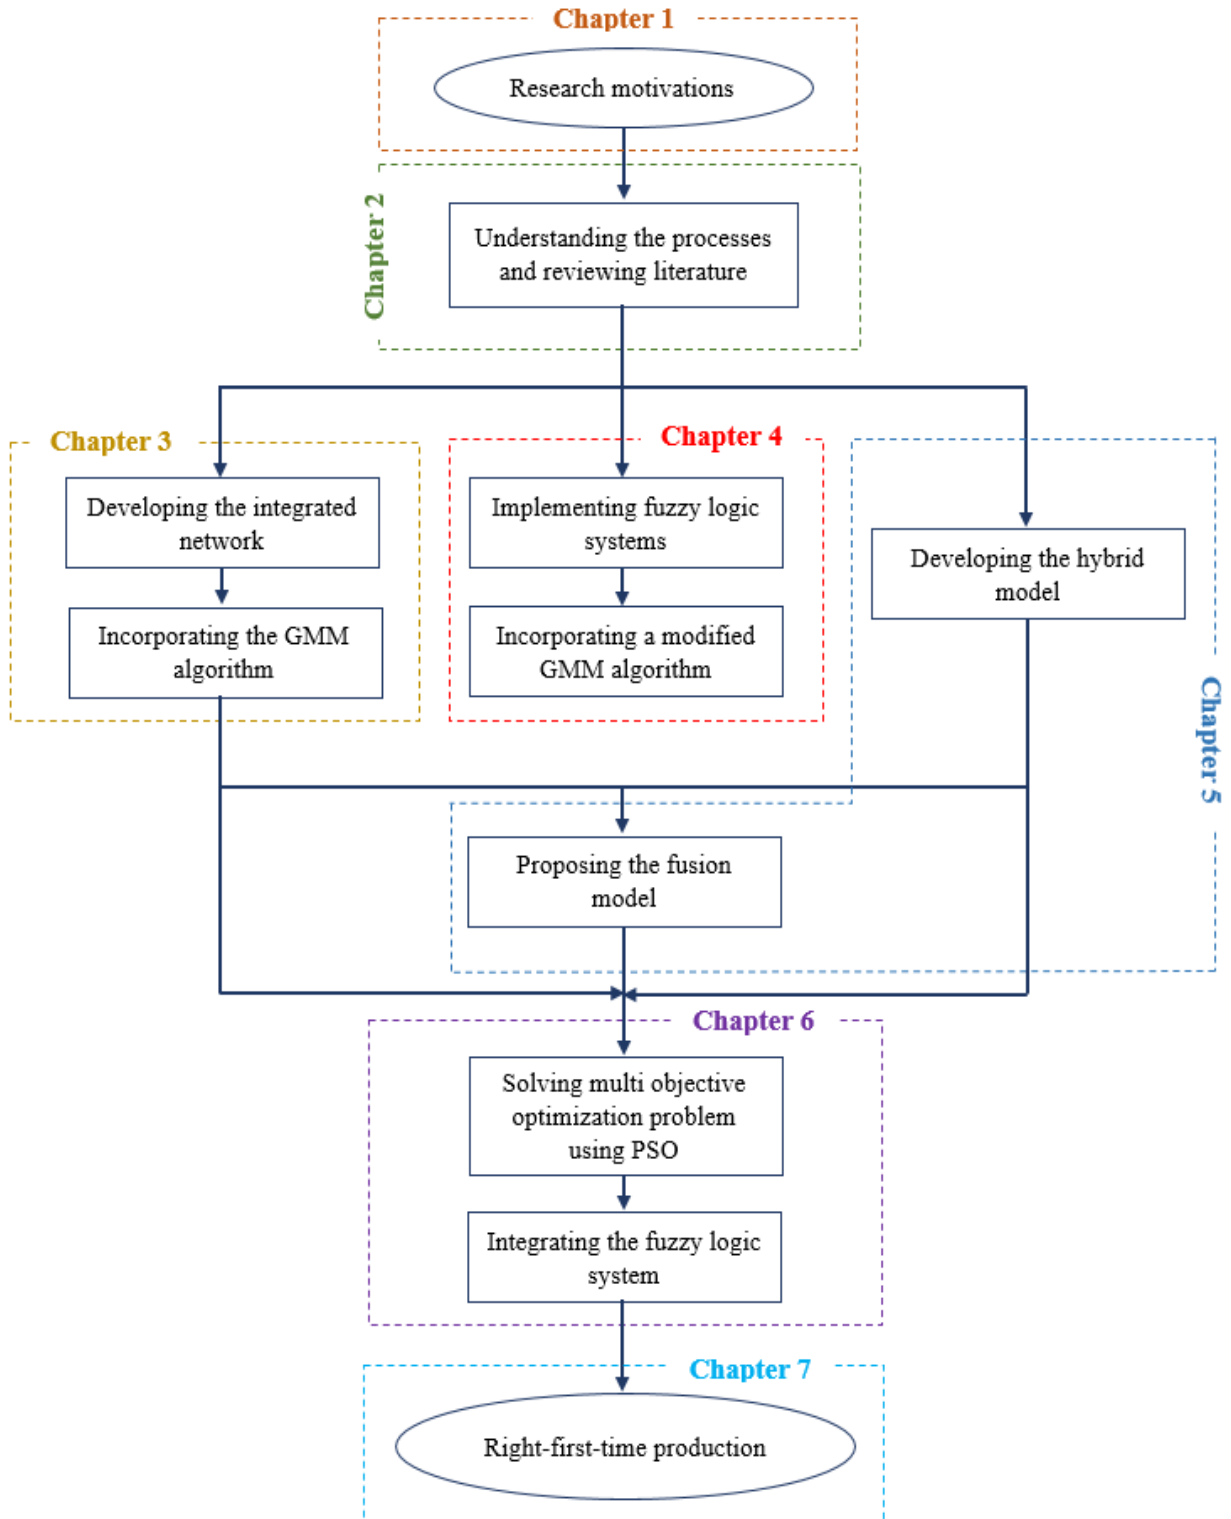 Chapter 1
Research motivations
Chapter 2
Understanding the processes
and reviewing literature
Chapter 3
Developing the integrated
network
Incorporating the GMM
algorithm
Chapter 4
Implementing fuzzy logic
systems
Incorporating a modified
GMM algorithm
Chapter 5
Developing the hybrid
model
Proposing the fusion
model
Chapter 6
Solving multi objective
optimization problem
using PSO
Integrating the fuzzy logic
system
Chapter 7
Right-first-time production